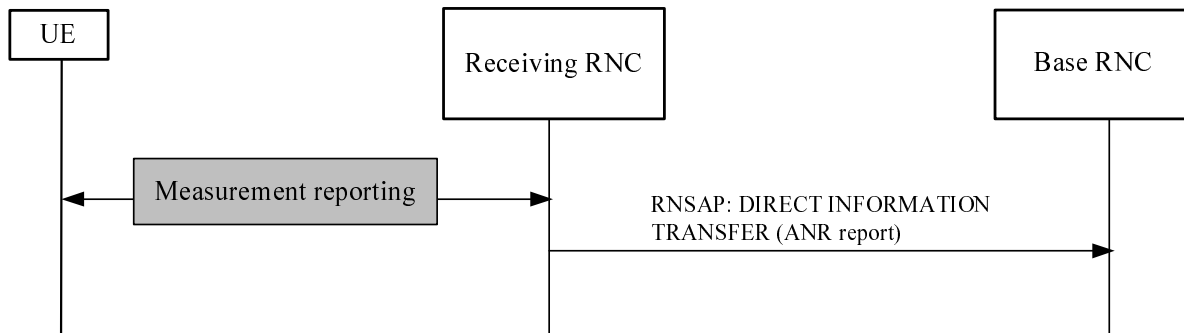 UE
Receiving RNC
Base RNC
Measurement reporting
RNSAP: DIRECT INFORMATION
TRANSFER (ANR report)